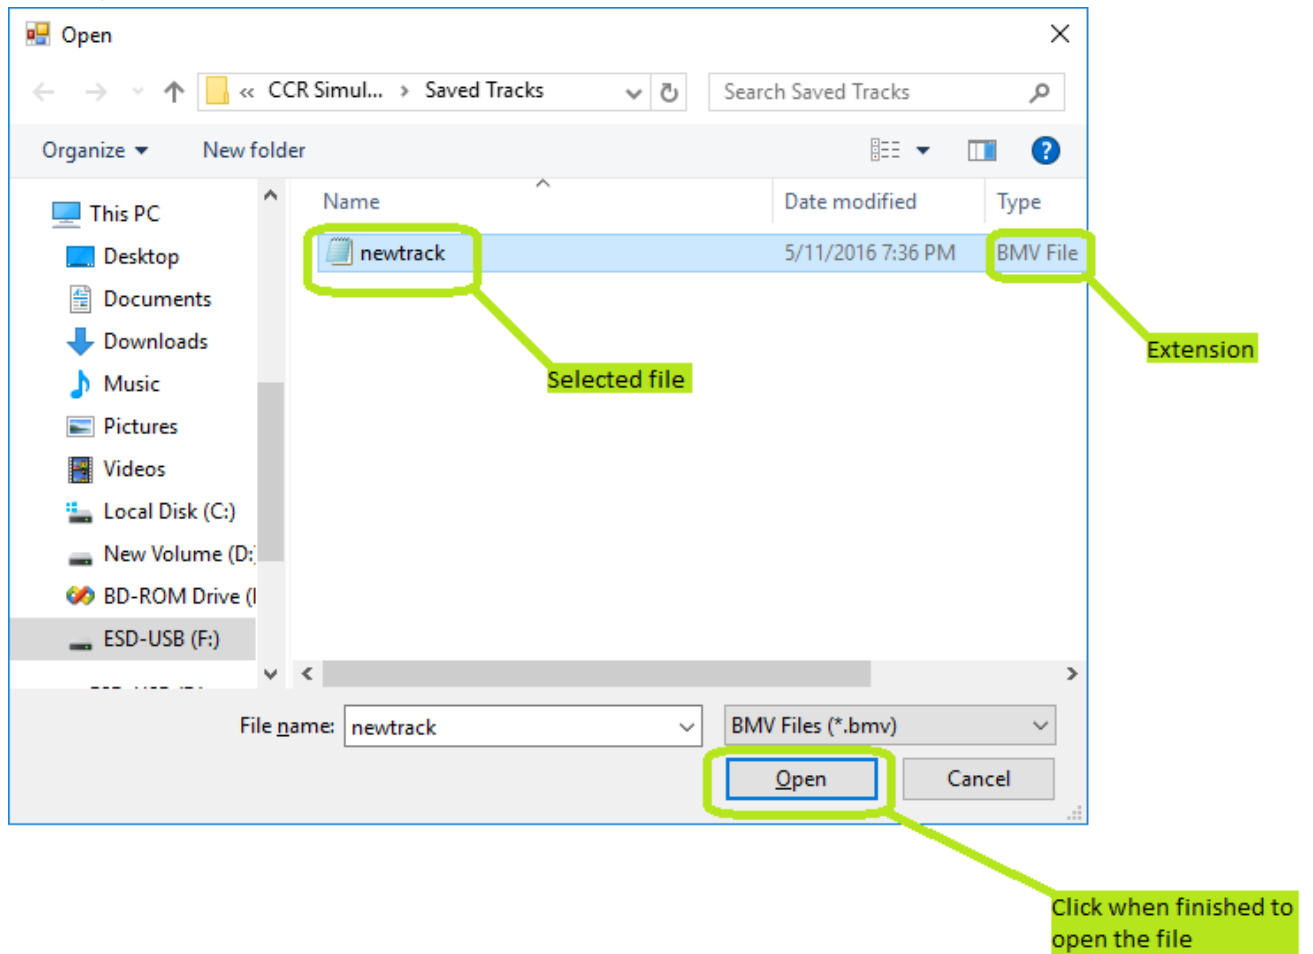 Open
« CCR Simul... > Saved Tracks
Search Saved Tracks
Organize
New folder
?
Name
Date modified
Type
This PC
newtrack
5/11/2016 7:36 PM
BMV File
Desktop
Documents
Downloads
Extension
Music
Selected file
Pictures
Videos
Local Disk (C:)
New Volume (D:
BD-ROM Drive (
ESD-USB (F:)
File name:
newtrack
BMV Files (*.bmv)
Open
Cancel
Click when finished to
open the file